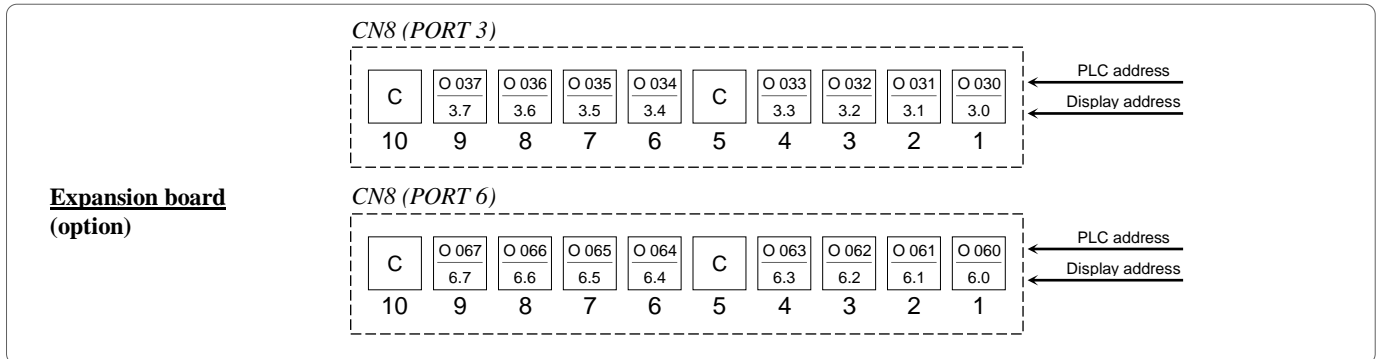 CN8 (PORT 3)
C O 037 O 036 O 035 O 034 C O 033 O 032 O 031 O 030 PLC address
3.7 3.6 3.5 3.4 3.3 3.2 3.1 3.0 Display address
10 9 8 7 6 5 4 3 2 1
Expansion board
(option)
CN8 (PORT 6)
C O 067 O 066 O 065 O 064 C O 063 O 062 O 061 O 060 PLC address
6.7 6.6 6.5 6.4 6.3 6.2 6.1 6.0 Display address
10 9 8 7 6 5 4 3 2 1